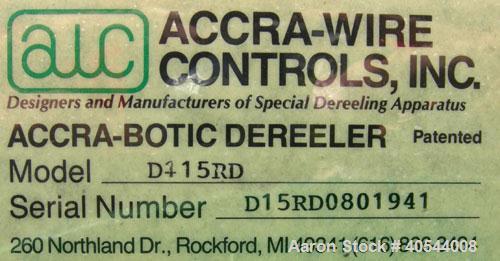 awc
ACCRA-WIRE
CONTROLS, INC.
Designers and Manufacturers of Special Dereeling Apparatus
ACCRA-BOTIC DEREELER Patented
Model D415RD
Serial Number D15RD0801941
260 Northland Dr., Rockford, MI
Aaron Stock #40544008